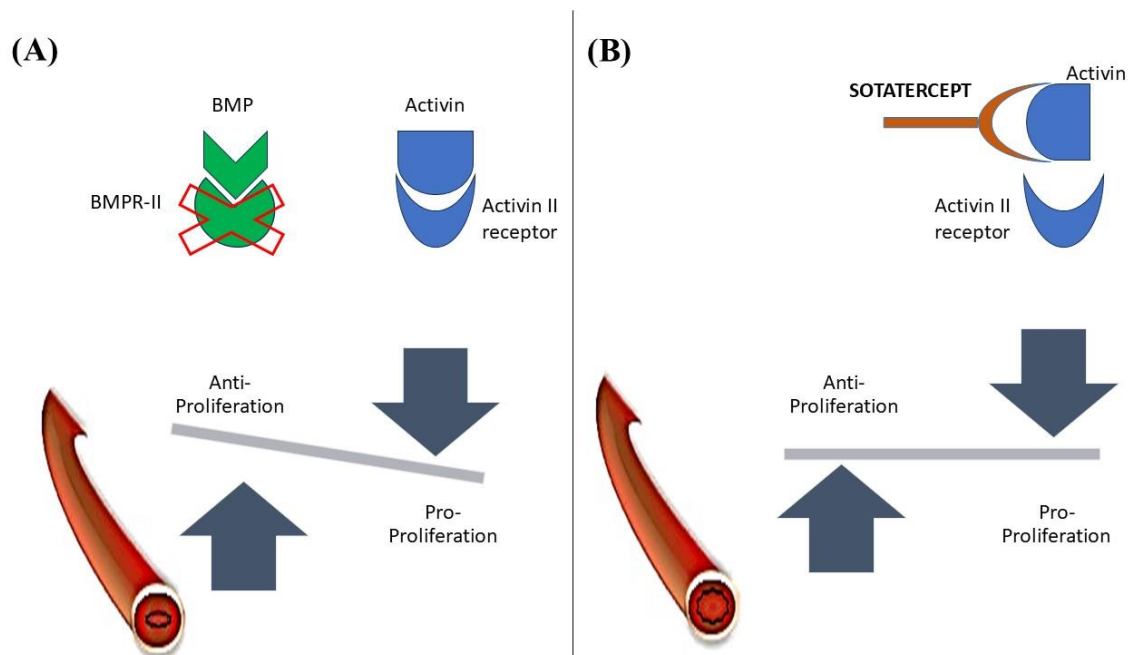 (A)
BMP
Activin
BMPR-II
Activin II
receptor
Anti-
Proliferation
Pro-
Proliferation
(B)
SOTATERCEPT
Activin
Activin II
receptor
Anti-
Proliferation
Pro-
Proliferation